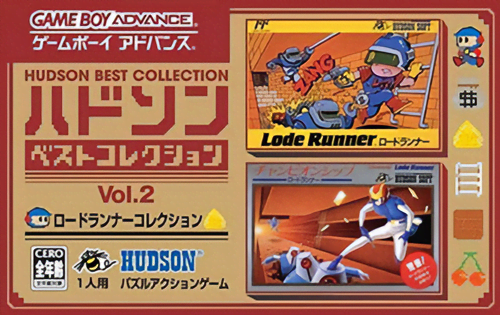 GAME BOY ADVANCE
ゲームボーイ アドバンス
HUDSON BEST COLLECTION
ハドソン
ベストコレクション
Vol.2
ロードランナーコレクション
CERO
全年齢
HUDSON
1人用 パズルアクションゲーム
ZANG
HUDSON SOFT
Lode Runner ロードランナー
チャンピオンシップ
ロードランナー
Lode Runner
HUDSON SOFT